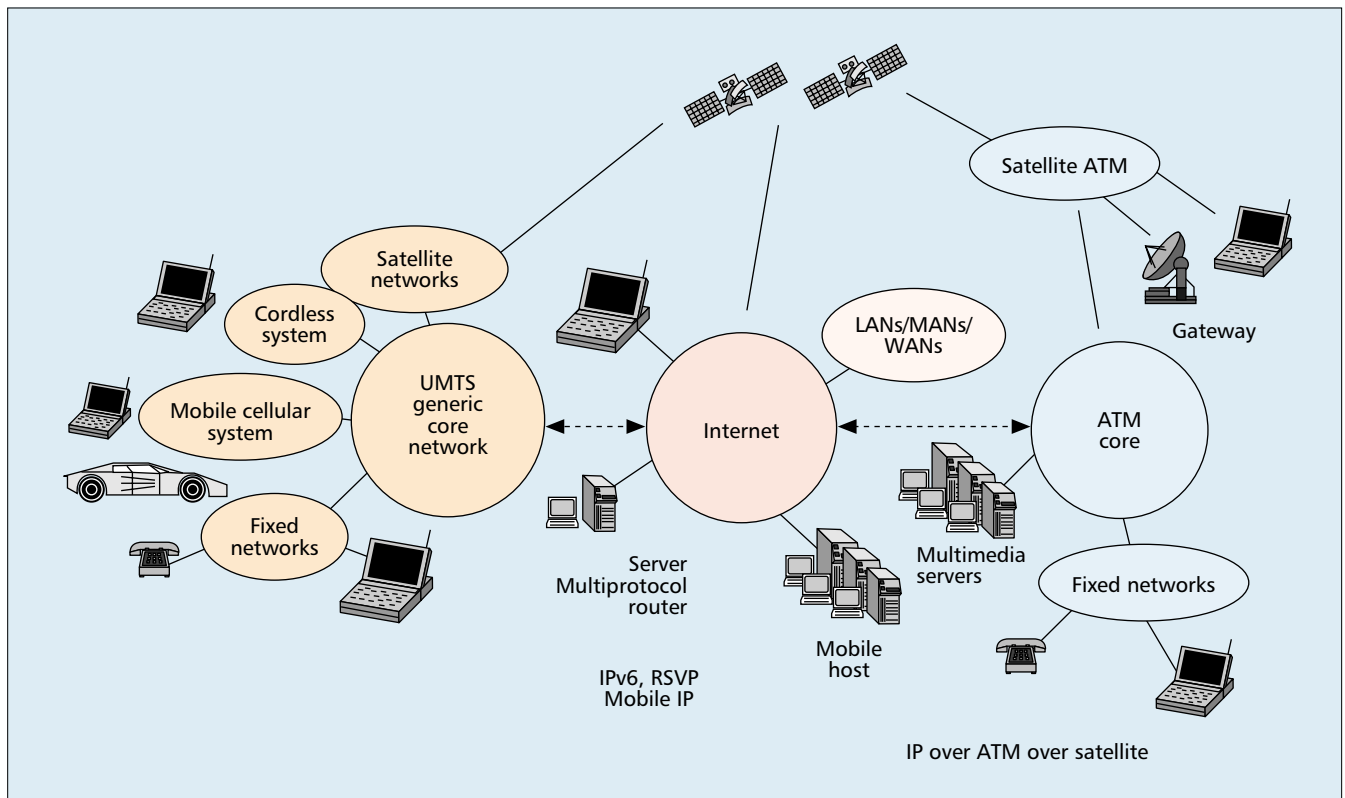 Satellite ATM
Satellite
networks
Cordless
system
Gateway
LANs/MANs/
WANs
UMTS
generic
core
network
Mobile cellular
system
Internet
ATM
core
Fixed
networks
Server
Multiprotocol
router
Multimedia
servers
Fixed networks
Mobile
host
IPv6, RSVP
Mobile IP
IP over ATM over satellite